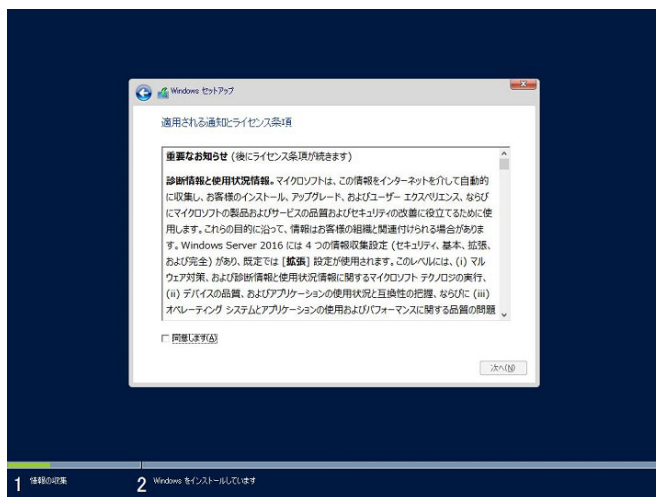 Windows セットアップ
適用される通知とライセンス条項
重要なお知らせ (後にライセンス条項が続きます)
診断情報と使用状況情報。マイクロソフトは、この情報をインターネットを介して自動的
に収集し、お客様のインストール、アップグレード、およびユーザー エクスペリエンス、ならび
にマイクロソフトの製品およびサービスの品質およびセキュリティの改善に役立てるために使
用します。これらの目的に沿って、情報はお客様の組織と関連付けられる場合がありま
す。Windows Server 2016 には 4 つの情報収集設定 (セキュリティ、基本、拡張、
および完全) があり、既定では [拡張] 設定が使用されます。このレベルには、(i) マル
ウェア対策、および診断情報と使用状況情報に関するマイクロソフト テクノロジの実行、
(ii) デバイスの品質、およびアプリケーションの使用状況と互換性の把握、ならびに (iii)
オペレーティング システムとアプリケーションの使用およびパフォーマンスに関する品質の問題
同意します(A)
次へ(N)
1 情報の収集
2 Windows をインストールしています